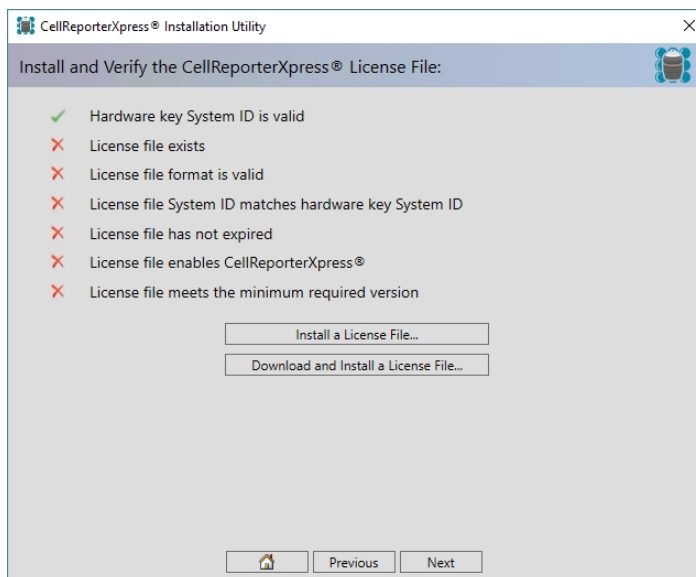 CellReporterXpress® Installation Utility
Install and Verify the CellReporterXpress® License File:
Hardware key System ID is valid
License file exists
License file format is valid
License file System ID matches hardware key System ID
License file has not expired
License file enables CellReporterXpress®
License file meets the minimum required version
Install a License File...
Download and Install a License File...
Previous Next